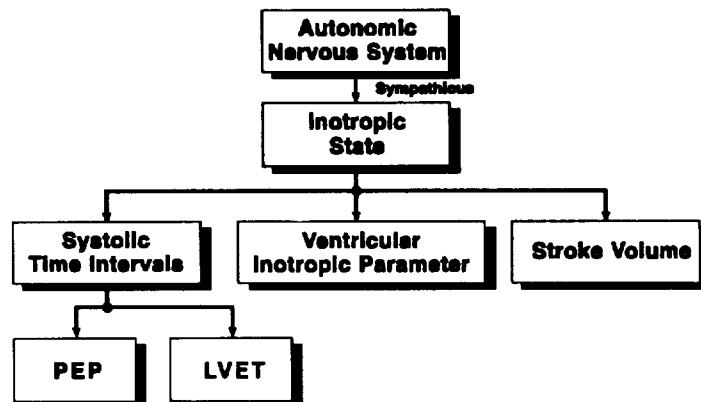 Autonomic
Nervous System
Sympathicus
Inotropic
State
Systolic
Time Intervals
Ventricular
Inotropic Parameter
Stroke Volume
PEP
LVET